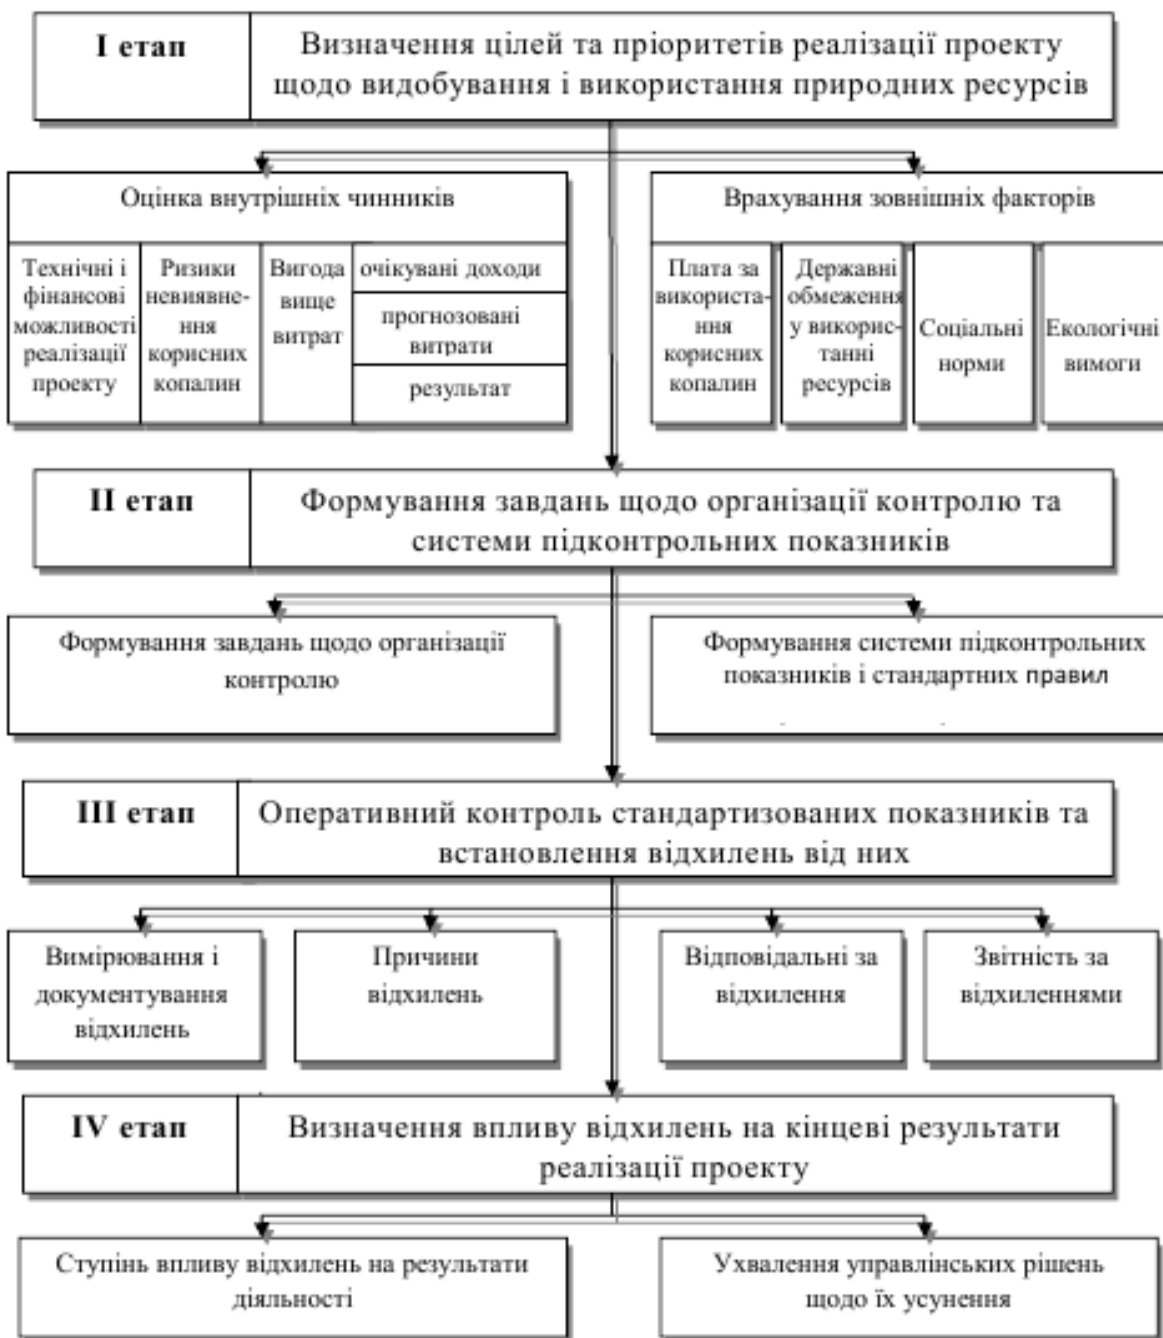 I етап
Визначення цілей та пріоритетів реалізації проекту
щодо видобування і використання природних ресурсів
Оцінка внутрішніх чинників
Технічні і
фінансові
можливості
реалізації
проекту
Ризики
невиявне-
ення
корисних
копалин
Вигода
вище
витрат
очікувані доходи
прогнозовані
витрати
результат
Врахування зовнішніх факторів
Плата за
використа-
ння
корисних
копалин
Державні
обмеження
у викорис-
танні
ресурсів
Соціальні
норми
Екологічні
вимоги
II етап
Формування завдань щодо організації контролю та
системи підконтрольних показників
Формування завдань щодо організації
контролю
Формування системи підконтрольних
показників і стандартних правил
III етап
Оперативний контроль стандартизованих показників та
встановлення відхилень від них
Вимірювання і
документування
відхилень
Причини
відхилень
Відповідальні за
відхилення
Звітність за
відхиленнями
IV етап
Визначення впливу відхилень на кінцеві результати
реалізації проекту
Ступінь впливу відхилень на результати
діяльності
Ухвалення управлінських рішень
щодо їх усунення